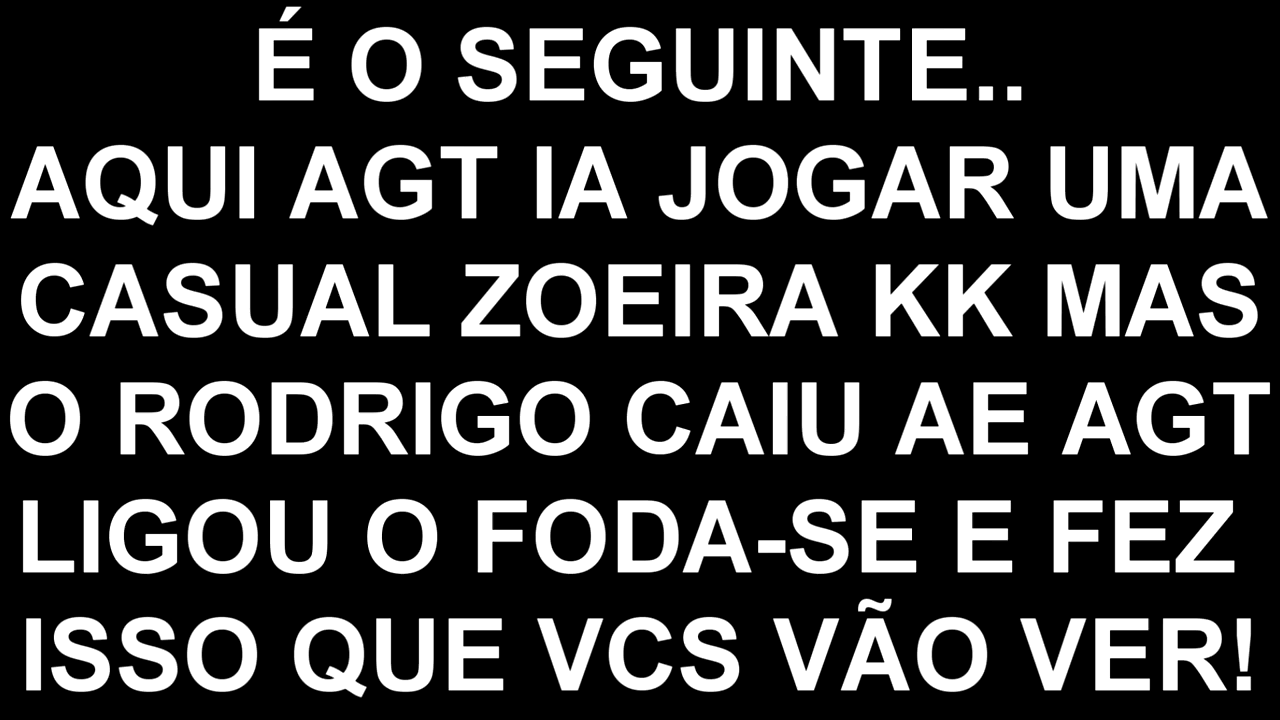 É O SEGUINTE..
AQUI AGT IA JOGAR UMA
CASUAL ZOEIRA KK MAS
O RODRIGO CAIU AE AGT
LIGOU O FODA-SE E FEZ
ISSO QUE VCS VÃO VER!